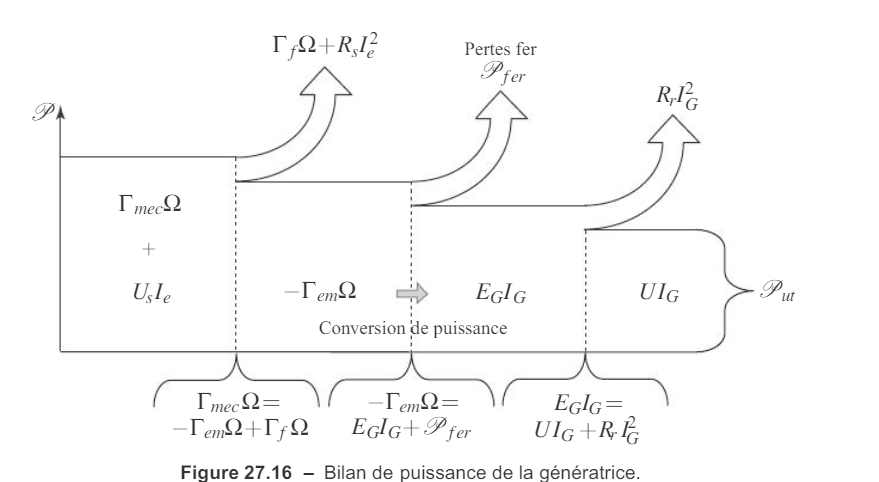 Γ_f Ω + R_s I_e^2
Pertes fer
𝒫_fer
R_r I_G^2
𝒫
Γ_mec Ω
+
U_s I_e
−Γ_em Ω
E_G I_G
U I_G
𝒫_ut
Conversion de puissance
Γ_mec Ω =
−Γ_em Ω + Γ_f Ω
−Γ_em Ω =
E_G I_G + 𝒫_fer
E_G I_G =
U I_G + R_r I_G^2
Figure 27.16 – Bilan de puissance de la génératrice.